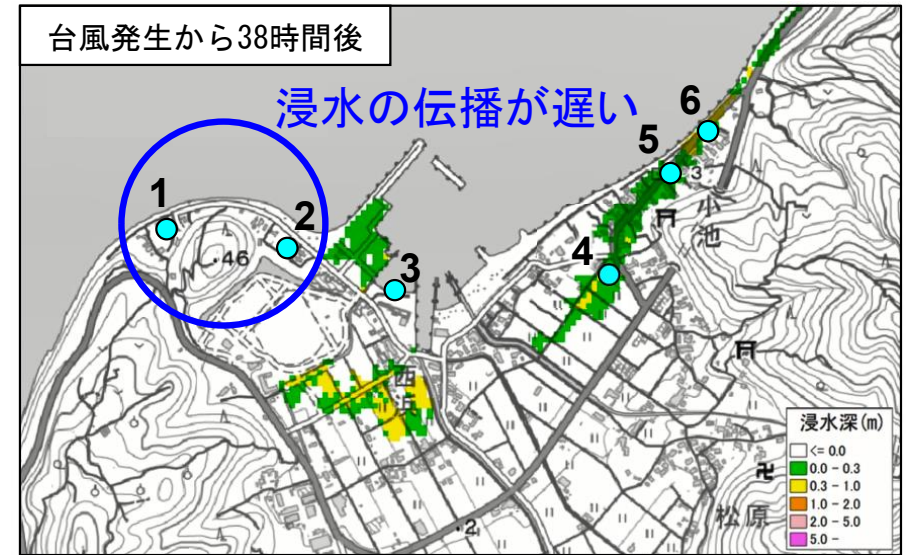 台風発生から38時間後
浸水の伝播が遅い
6
5
3
小池
1
2
46
4
3
西浜
浸水深(m)
<= 0.0
0.0 - 0.3
0.3 - 1.0
1.0 - 2.0
2.0 - 5.0
5.0 -
松原
2